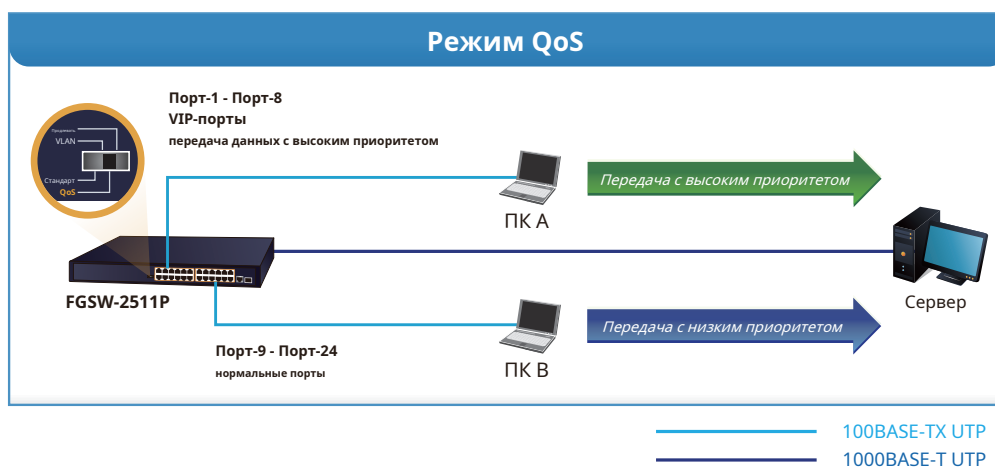 Режим QoS
Порт-1 - Порт-8
VIP-порты
передача данных с высоким приоритетом
VLAN
Стандарт
QoS
Передача с высоким приоритетом
ПК A
FGSW-2511P
Сервер
Передача с низким приоритетом
Порт-9 - Порт-24
нормальные порты
ПК B
100BASE-TX UTP
1000BASE-T UTP